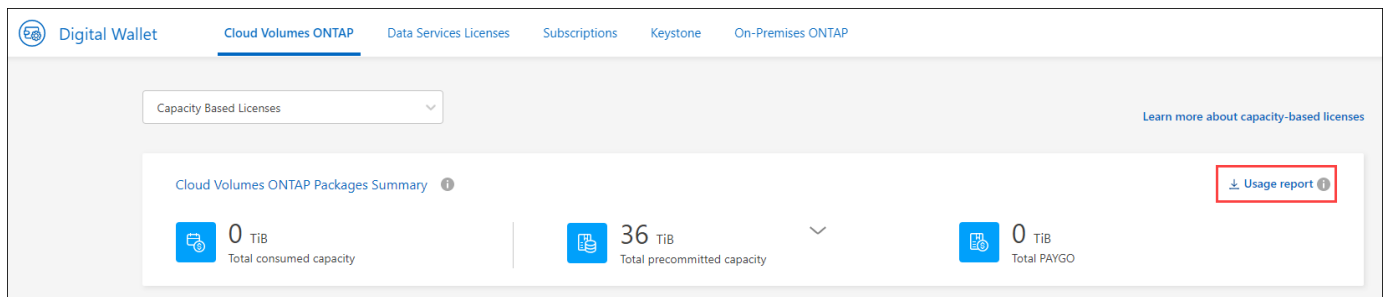 Digital Wallet
Cloud Volumes ONTAP
Data Services Licenses
Subscriptions
Keystone
On-Premises ONTAP
Capacity Based Licenses
Learn more about capacity-based licenses
Cloud Volumes ONTAP Packages Summary
Usage report
0 TiB
Total consumed capacity
36 TiB
Total precommitted capacity
0 TiB
Total PAYGO